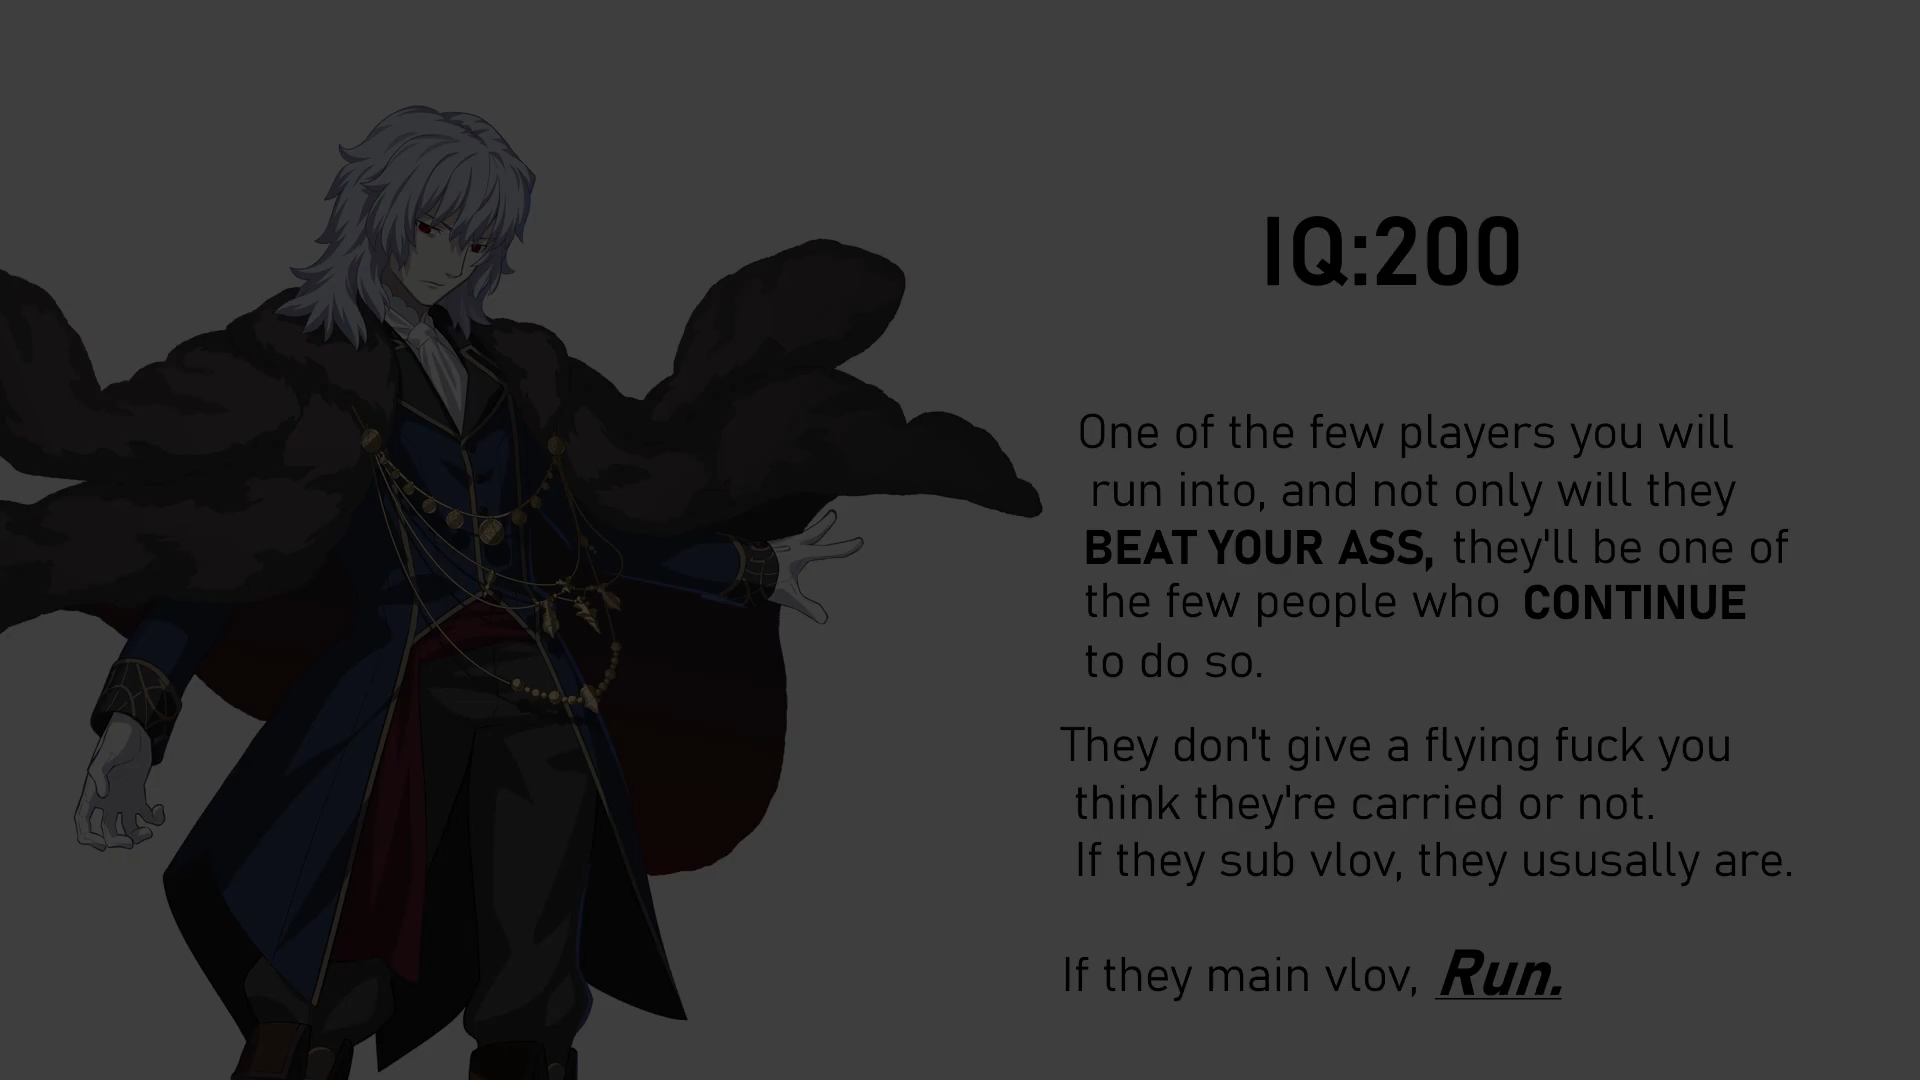 IQ:200
One of the few players you will
run into, and not only will they
BEAT YOUR ASS, they'll be one of
the few people who CONTINUE
to do so.
They don't give a flying fuck you
think they're carried or not.
If they sub vlov, they ususally are.
If they main vlov, Run.